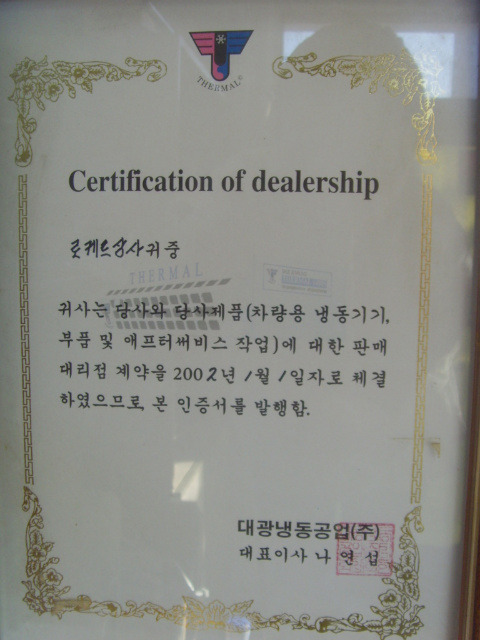 THERMAL®
Certification of dealership
로케트상사귀중
THERMAL
귀사는 당사와 당사제품(차량용 냉동기기,
부품 및 애프터써비스 작업)에 대한 판매
대리점 계약을 2002년 1월 1일자로 체결
하였으므로, 본 인증서를 발행함.
대광냉동공업(주)
대표이사 나 연 섭